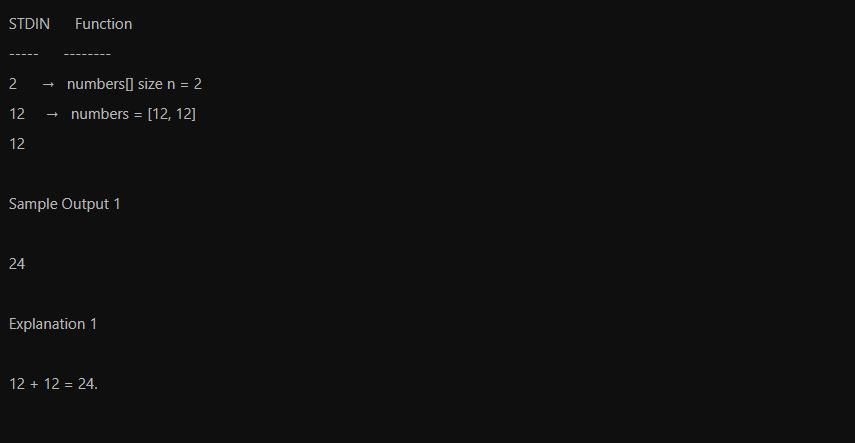 STDIN Function
----- --------
2 → numbers[] size n = 2
12 → numbers = [12, 12]
12
Sample Output 1
24
Explanation 1
12 + 12 = 24.